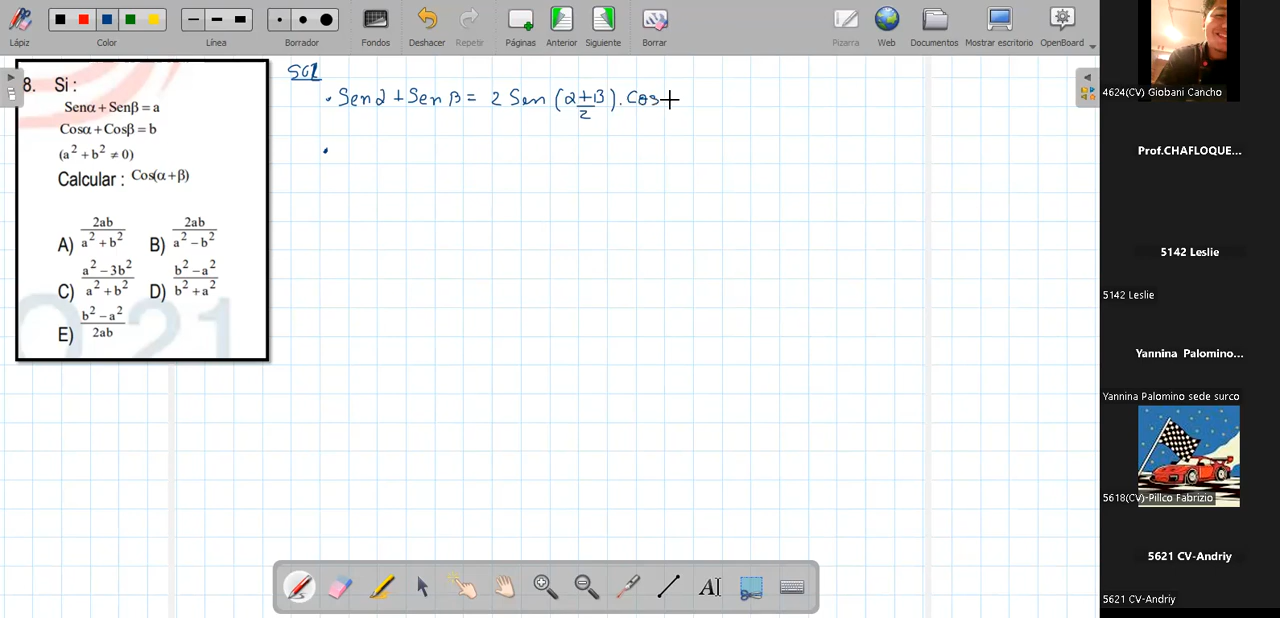 Lápiz Color Línea Borrador Fondos Deshacer Repetir Páginas Anterior Siguiente Borrar Pizarra Web Documentos Mostrar escritorio OpenBoard
8. Si :
Senα + Senβ = a
Cosα + Cosβ = b
(a² + b² ≠ 0)
Calcular : Cos(α + β)
A) 2ab / a² + b² B) 2ab / a² − b²
C) a² − 3b² / a² + b² D) b² − a² / b² + a²
E) b² − a² / 2ab
Sol
• Sen α + Sen β = 2 Sen (α + β / 2) . Cos
4624(CV) Giobani Cancho
Prof.CHAFLOQUE...
5142 Leslie
5142 Leslie
Yannina Palomino...
Yannina Palomino sede surco
5618(CV)-Pillco Fabrizio
5621 CV-Andriy
5621 CV-Andriy